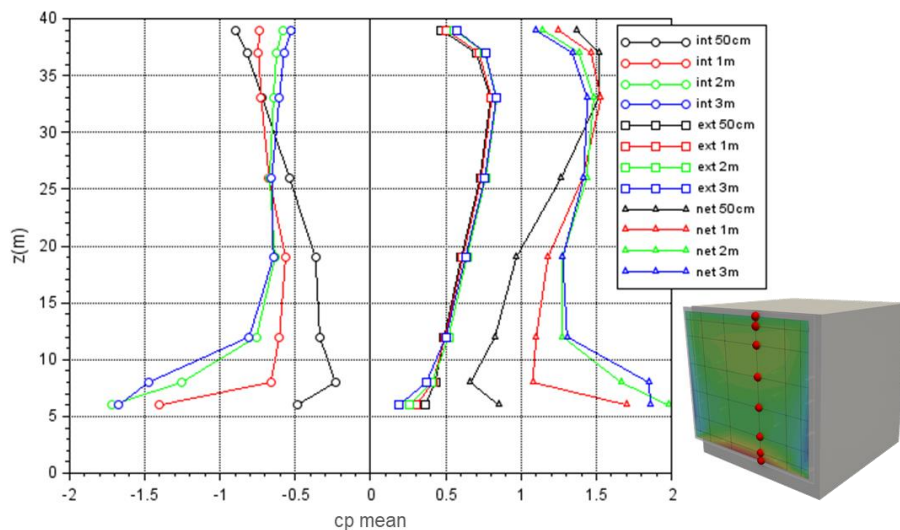 40
35
30
25
20
15
10
5
0
z(m)
-2
-1.5
-1
-0.5
0
0.5
1
1.5
2
cp mean
int 50cm
int 1m
int 2m
int 3m
ext 50cm
ext 1m
ext 2m
ext 3m
net 50cm
net 1m
net 2m
net 3m